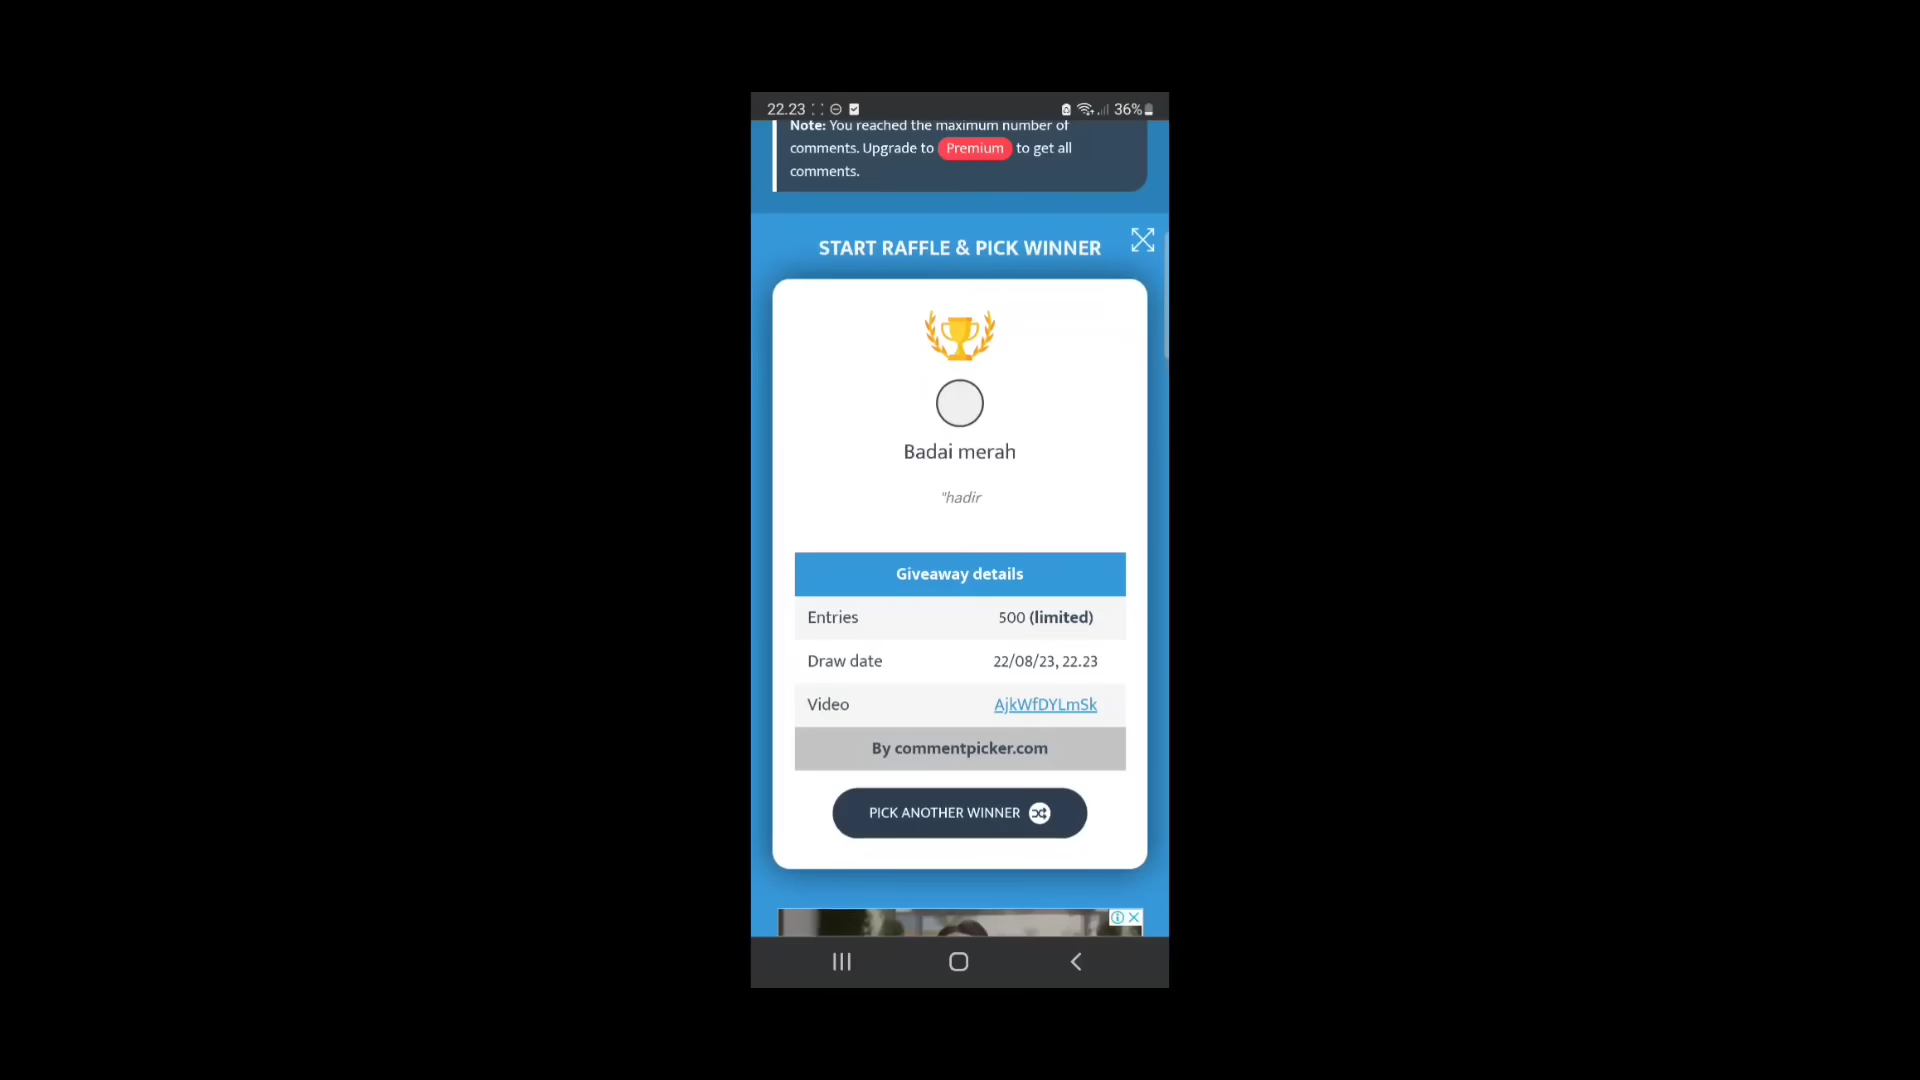 22.23
36%
Note: You reached the maximum number of
comments. Upgrade to Premium to get all
comments.
START RAFFLE & PICK WINNER
Badai merah
"hadir
Giveaway details
Entries 500 (limited)
Draw date 22/08/23, 22.23
Video AjkWfDYLmSk
By commentpicker.com
PICK ANOTHER WINNER